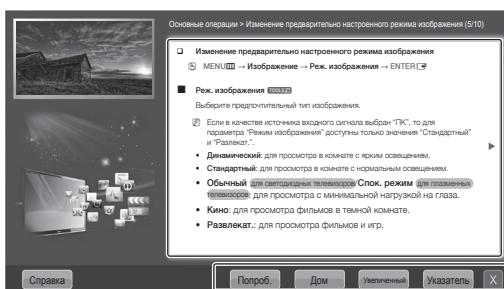 Основные операции > Изменение предварительно настроенного режима изображения (5/10)
❑ Изменение предварительно настроенного режима изображения
MENU → Изображение → Реж. изображения → ENTER
■ Реж. изображения TOOLS
Выберите предпочтительный тип изображения.
Если в качестве источника входного сигнала выбран "ПК", то для
параметра "Режим изображения" доступны только значения "Стандартный"
и "Развлекат.".
• Динамический: для просмотра в комнате с ярким освещением.
• Стандартный: для просмотра в комнате с нормальным освещением.
• Обычный для светодиодных телевизоров/Спок. режим для плазменных
телевизоров: для просмотра с минимальной нагрузкой на глаза.
• Кино: для просмотра фильмов в темной комнате.
• Развлекат.: для просмотра фильмов и игр.
Справка
Попроб.
Дом
Увеличенный
Указатель
X